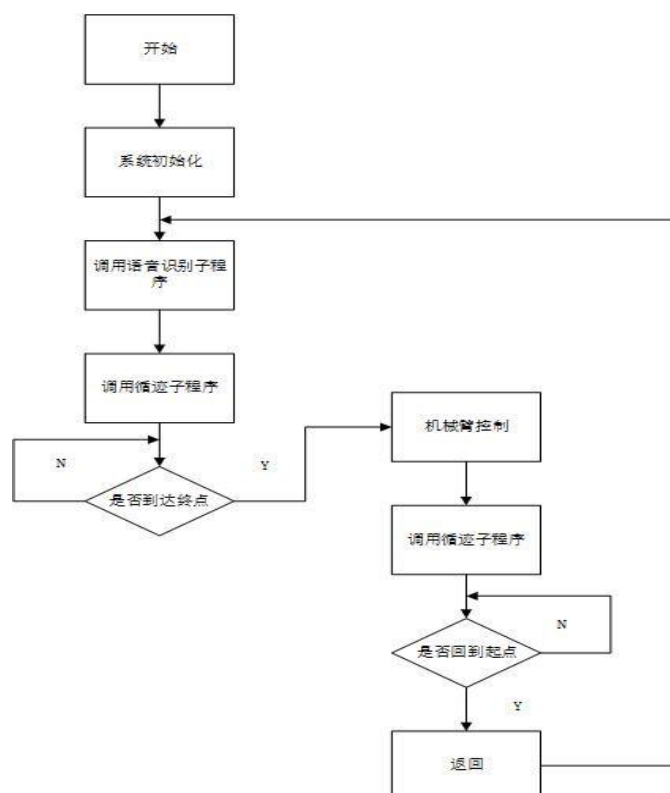 开始
系统初始化
调用语音识别子程
序
调用循迹子程序
N
Y
是否到达终点
机械臂控制
调用循迹子程序
N
是否回到起点
Y
返回